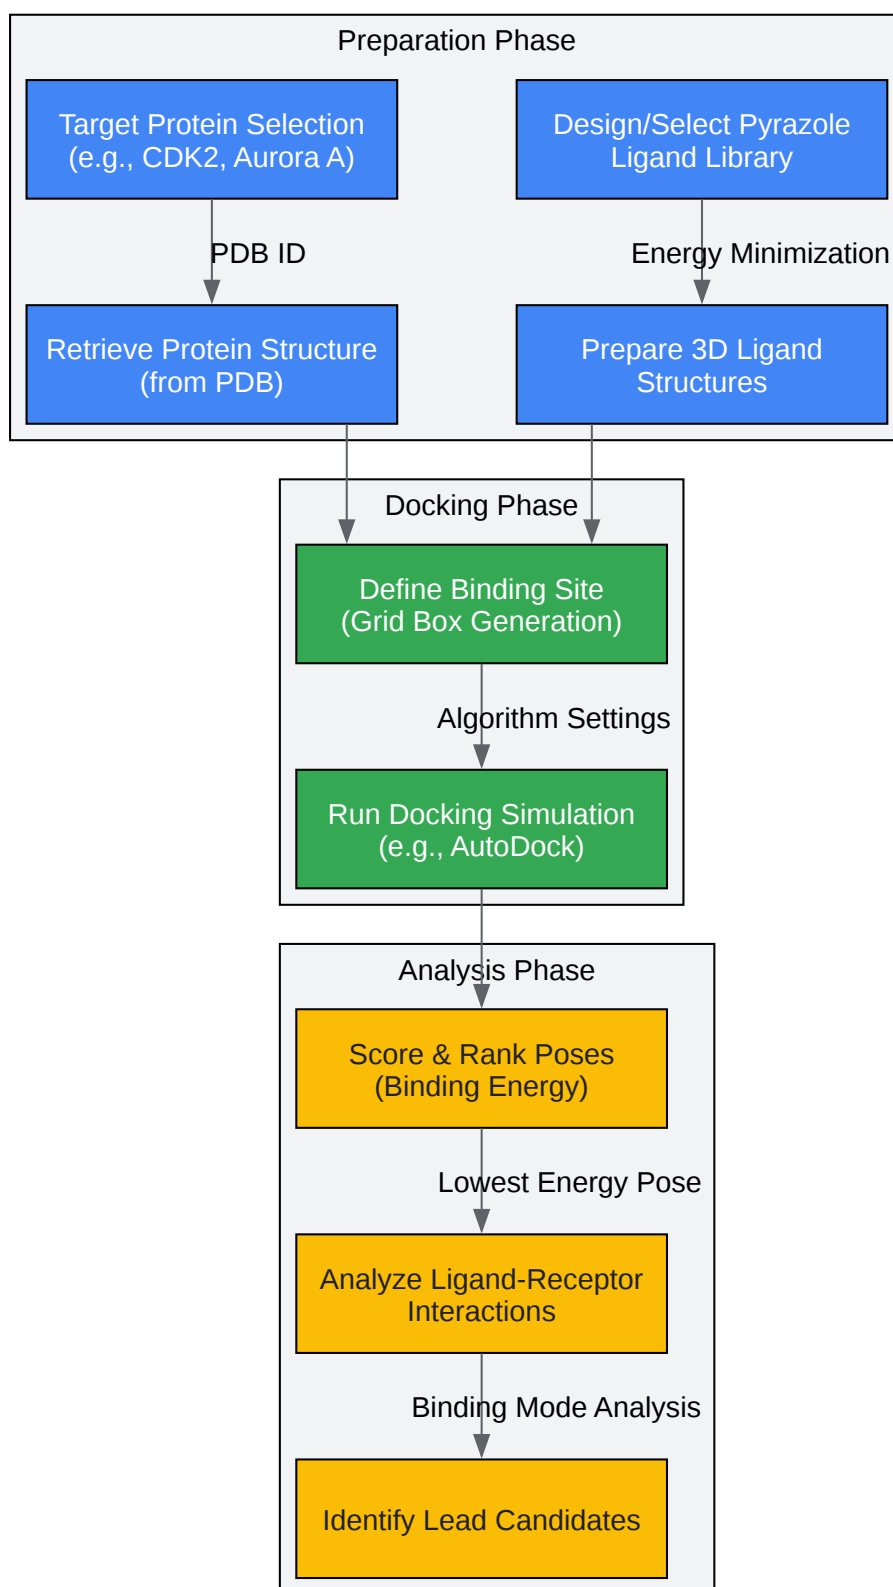 Preparation Phase
Target Protein Selection
(e.g., CDK2, Aurora A)
Design/Select Pyrazole
Ligand Library
PDB ID
Energy Minimization
Retrieve Protein Structure
(from PDB)
Prepare 3D Ligand
Structures
Docking Phase
Define Binding Site
(Grid Box Generation)
Algorithm Settings
Run Docking Simulation
(e.g., AutoDock)
Analysis Phase
Score & Rank Poses
(Binding Energy)
Lowest Energy Pose
Analyze Ligand-Receptor
Interactions
Binding Mode Analysis
Identify Lead Candidates